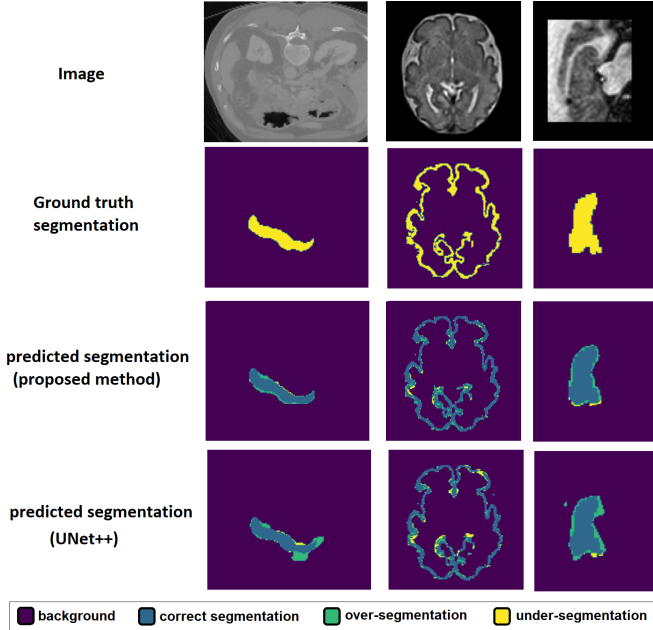 Image
Ground truth
segmentation
predicted segmentation
(proposed method)
predicted segmentation
(UNet++)
background correct segmentation over-segmentation under-segmentation